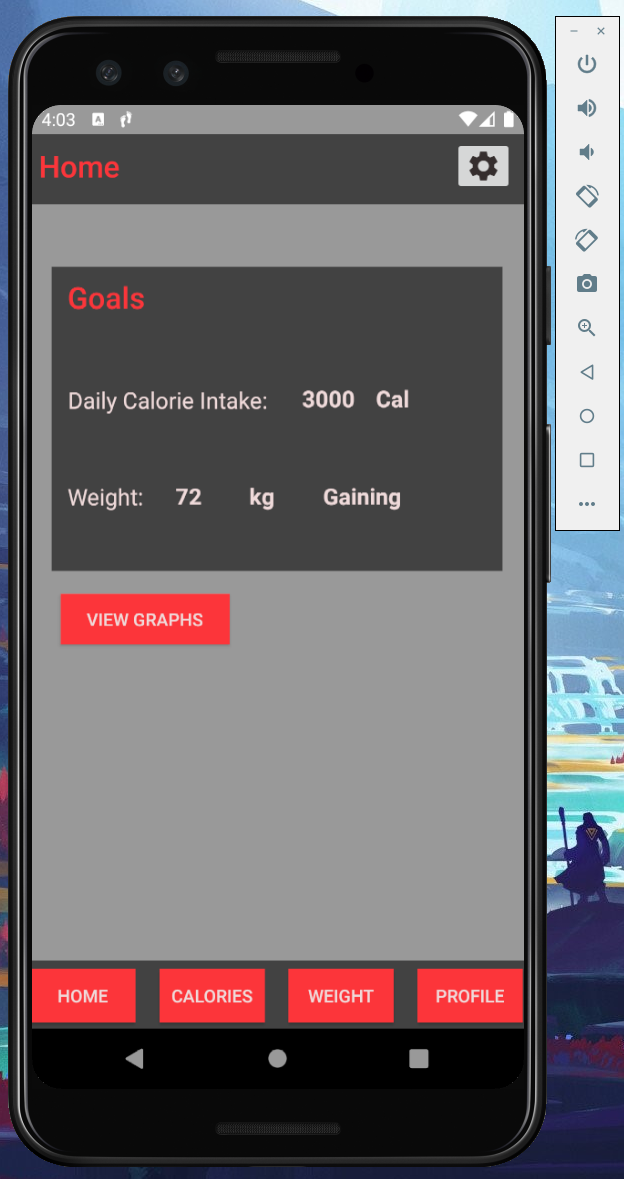 4:03 A
Home
Goals
Daily Calorie Intake: 3000 Cal
Weight: 72 kg Gaining
VIEW GRAPHS
HOME CALORIES WEIGHT PROFILE